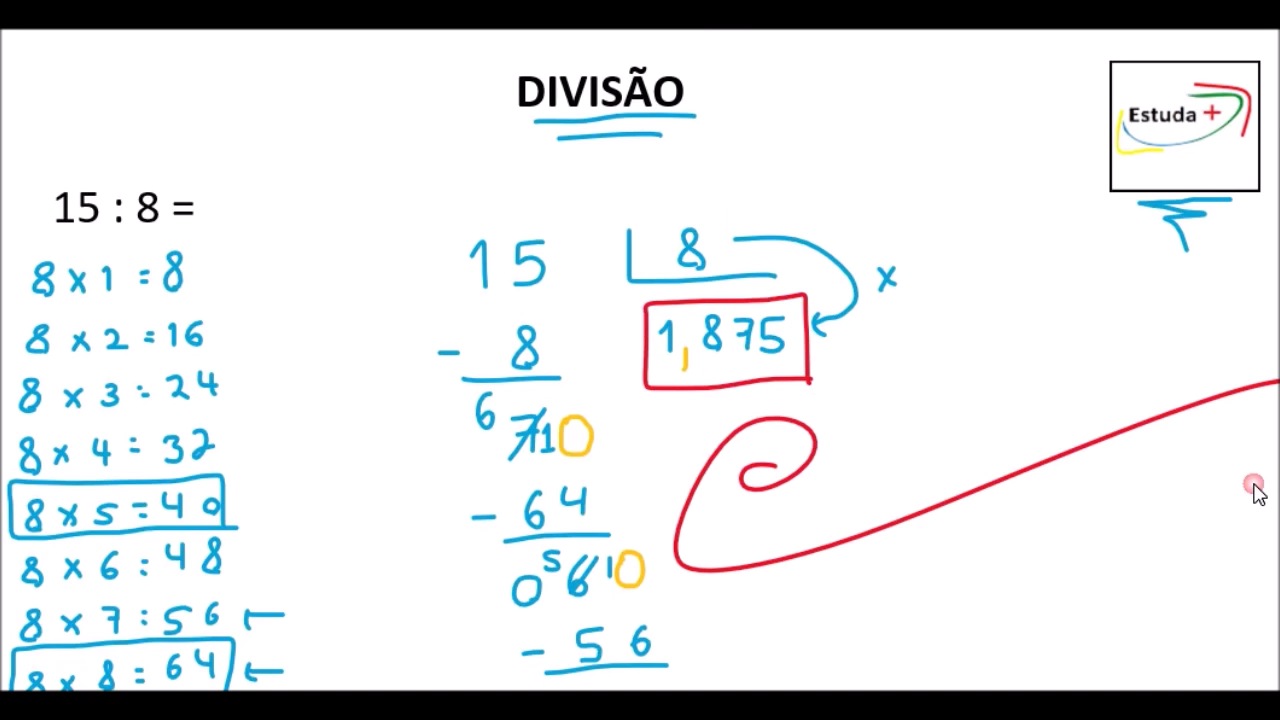 DIVISÃO
Estuda +
15 : 8 =
8 x 1 = 8
8 x 2 = 16
8 x 3 = 24
8 x 4 = 32
8 x 5 = 40
8 x 6 = 48
8 x 7 = 56 ←
8 x 8 = 64 ←
15 8 x
- 8 1,875
6 710
- 64
0 5 6 10
- 56